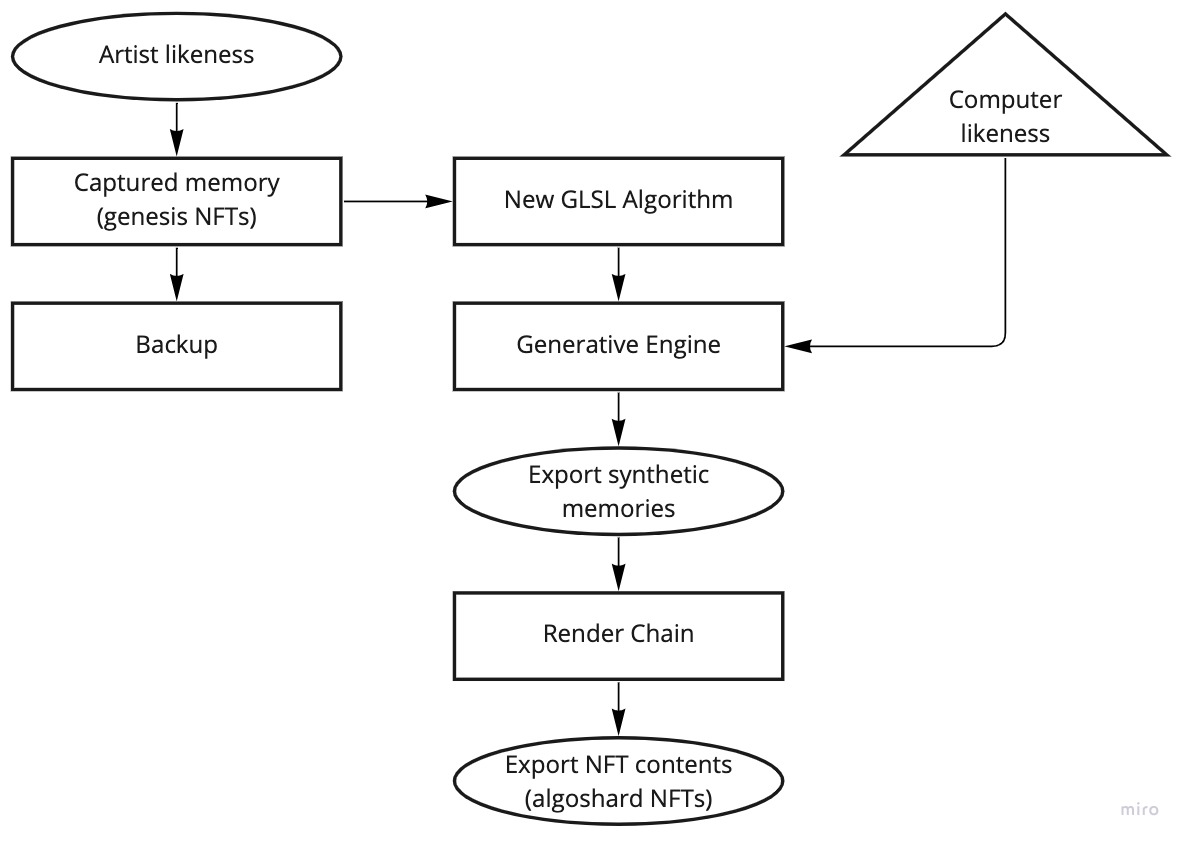 Artist likeness
Computer
likeness
Captured memory
(genesis NFTs)
New GLSL Algorithm
Backup
Generative Engine
Export synthetic
memories
Render Chain
Export NFT contents
(algoshard NFTs)
miro